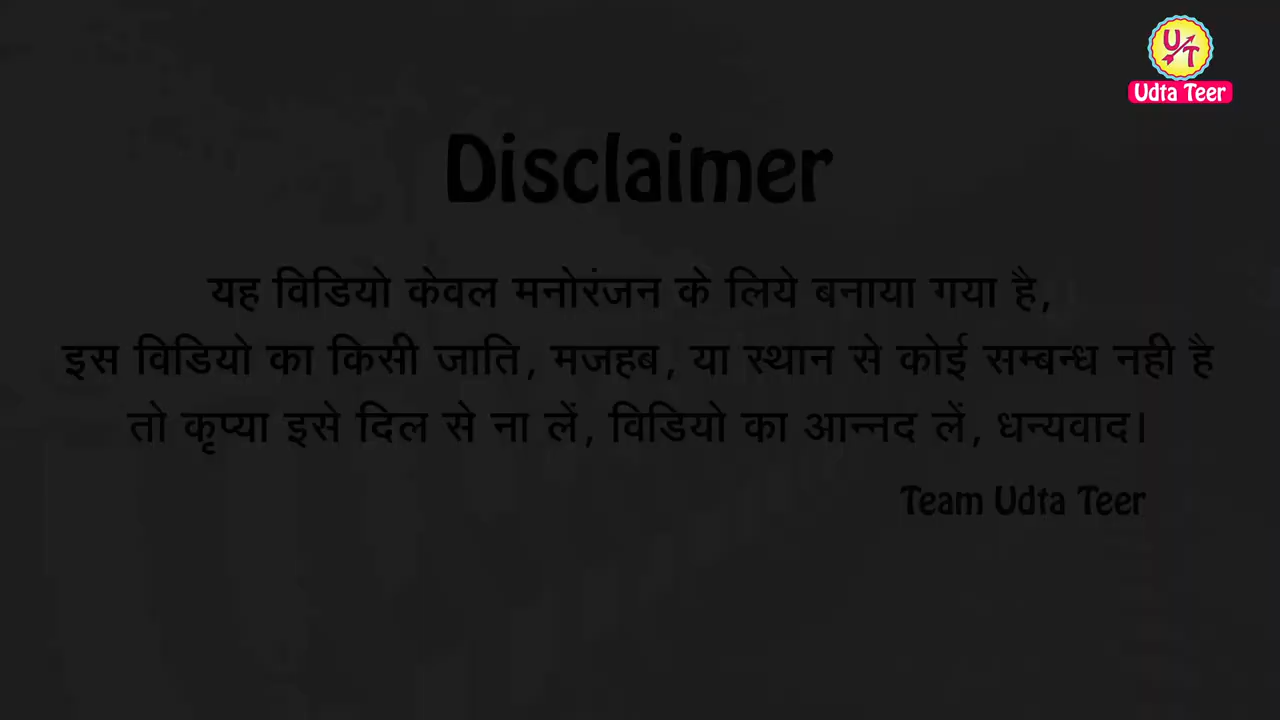 UT
Udta Teer
Disclaimer
यह विडियो केवल मनोरंजन के लिये बनाया गया है,
इस विडियो का किसी जाति, मजहब, या स्थान से कोई सम्बन्ध नही है
तो कृप्या इसे दिल से ना लें, विडियो का आन्नद लें, धन्यवाद।
Team Udta Teer